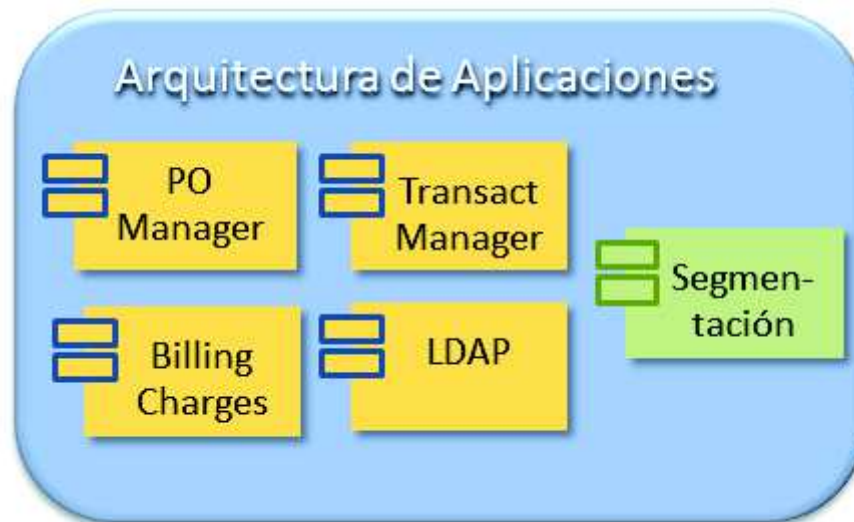 Arquitectura de Aplicaciones
PO
Manager
Transact
Manager
Segmen-
tación
Billing
Charges
LDAP